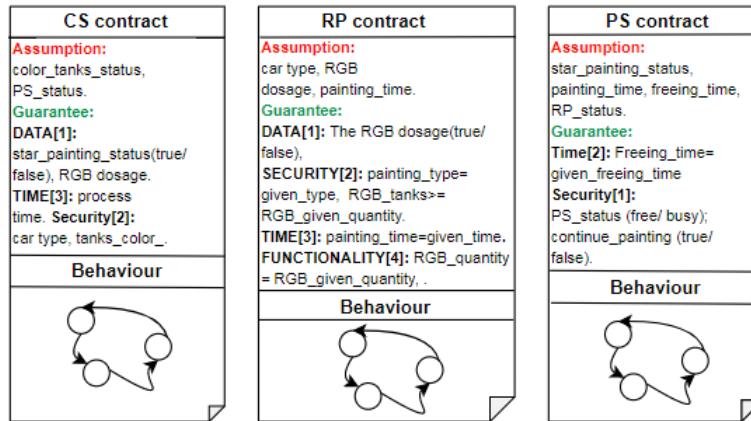 CS contract
Assumption:
color_tanks_status,
PS_status.
Guarantee:
DATA[1]:
star_painting_status(true/
false), RGB dosage.
TIME[3]: process
time. Security[2]:
car type, tanks_color_.
Behaviour
RP contract
Assumption:
car type, RGB
dosage, painting_time.
Guarantee:
DATA[1]: The RGB dosage(true/
false),
SECURITY[2]: painting_type=
given_type, RGB_tanks>=
RGB_given_quantity.
TIME[3]: painting_time=given_time.
FUNCTIONALITY[4]: RGB_quantity
= RGB_given_quantity, .
Behaviour
PS contract
Assumption:
star_painting_status,
painting_time, freeing_time,
RP_status.
Guarantee:
Time[2]: Freeing_time=
given_freeing_time
Security[1]:
PS_status (free/ busy);
continue_painting (true/
false).
Behaviour